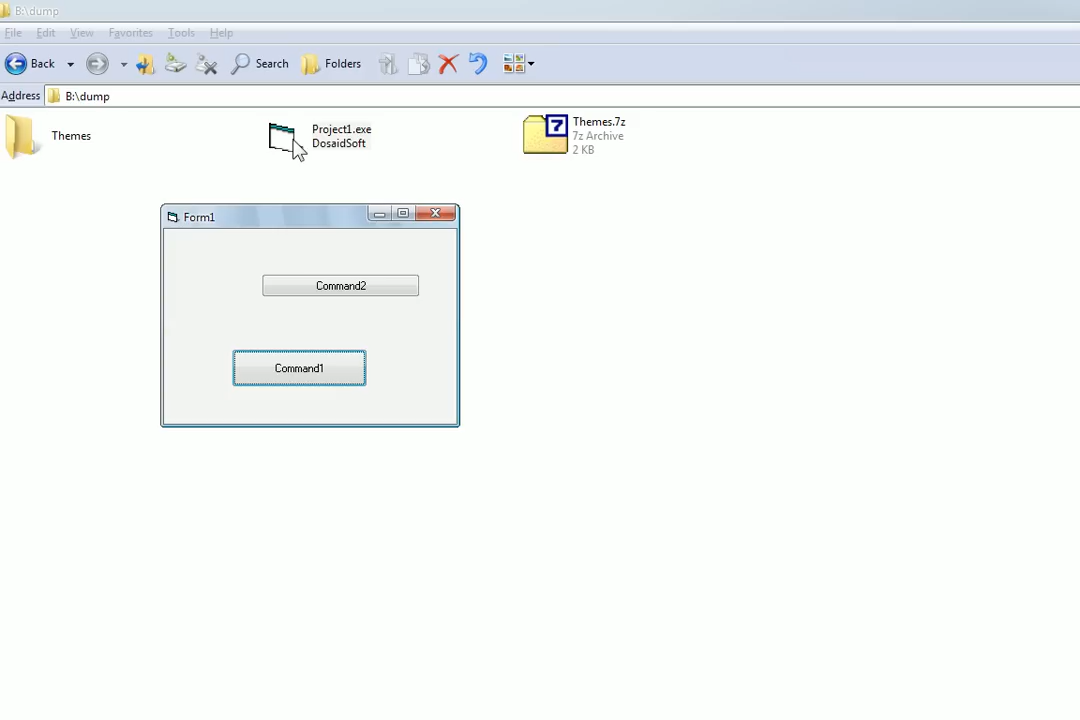 B:\dump
File Edit View Favorites Tools Help
Back Search Folders
Address B:\dump
Themes
Project1.exe
DosaidSoft
7
Themes.7z
7z Archive
2 KB
Form1
Command2
Command1